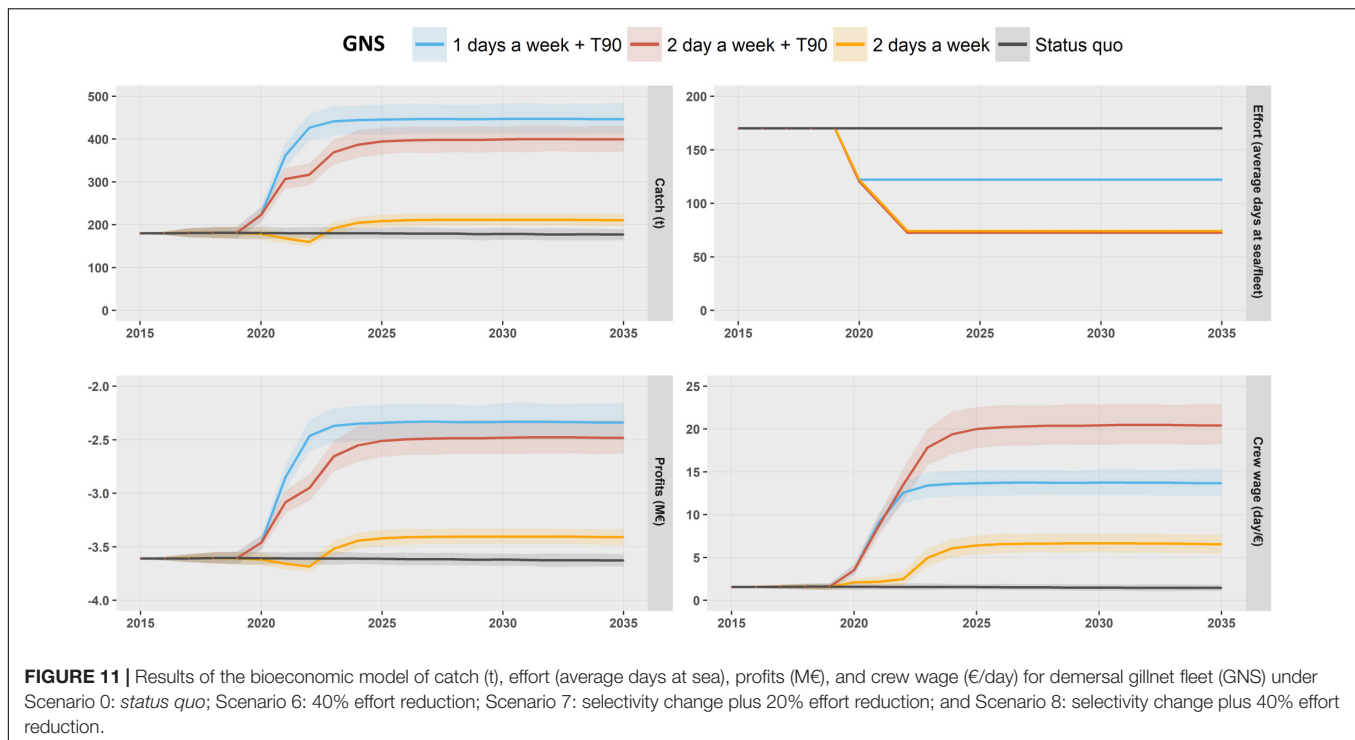 GNS 1 days a week + T90 2 day a week + T90 2 days a week Status quo
500
400
300
200
100
0
2015 2020 2025 2030 2035
Catch (t)
200
150
100
50
0
2015 2020 2025 2030 2035
Effort (average days at sea/fleet)
-2.0
-2.5
-3.0
-3.5
-4.0
2015 2020 2025 2030 2035
Profits (M€)
25
20
15
10
5
0
2015 2020 2025 2030 2035
Crew wage (day/€)
FIGURE 11 | Results of the bioeconomic model of catch (t), effort (average days at sea), profits (M€), and crew wage (€/day) for demersal gillnet fleet (GNS) under
Scenario 0: status quo; Scenario 6: 40% effort reduction; Scenario 7: selectivity change plus 20% effort reduction; and Scenario 8: selectivity change plus 40% effort
reduction.